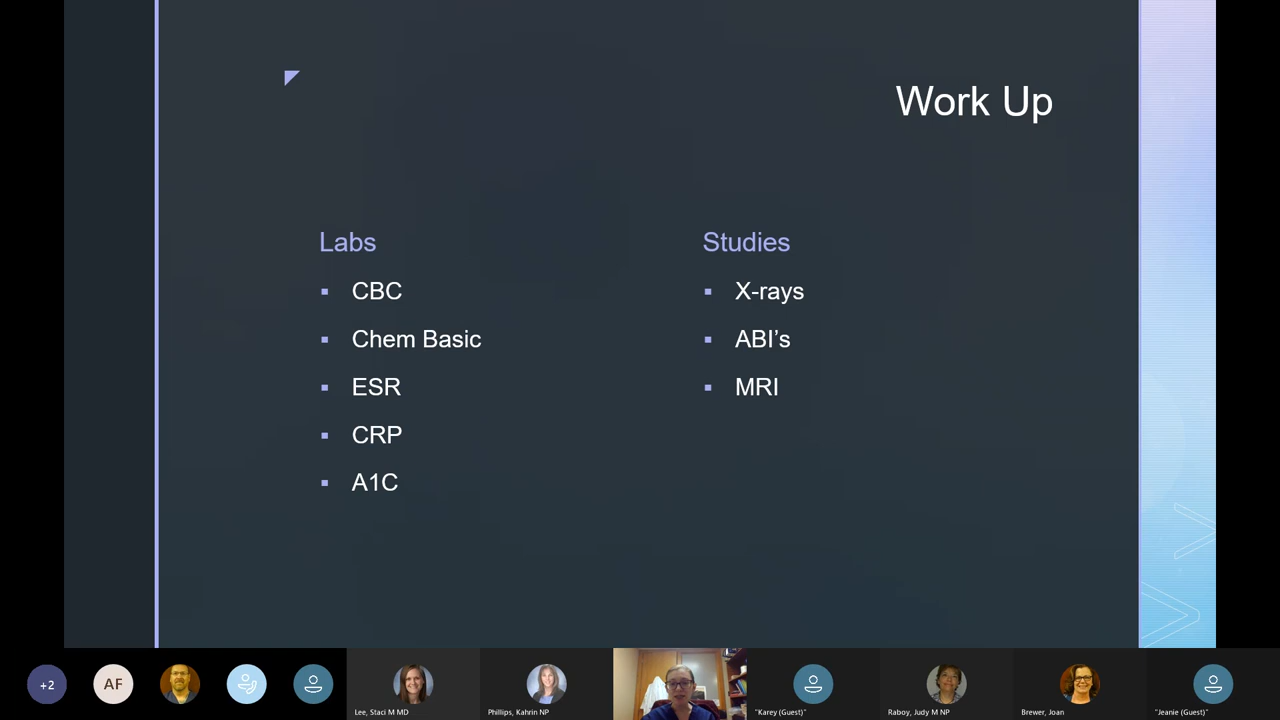 Work Up
Labs
CBC
Chem Basic
ESR
CRP
A1C
Studies
X-rays
ABI’s
MRI
+2
AF
Lee, Staci M MD
Phillips, Kahrin NP
"Karey (Guest)"
Raboy, Judy M NP
Brewer, Joan
"Jeanie (Guest)"